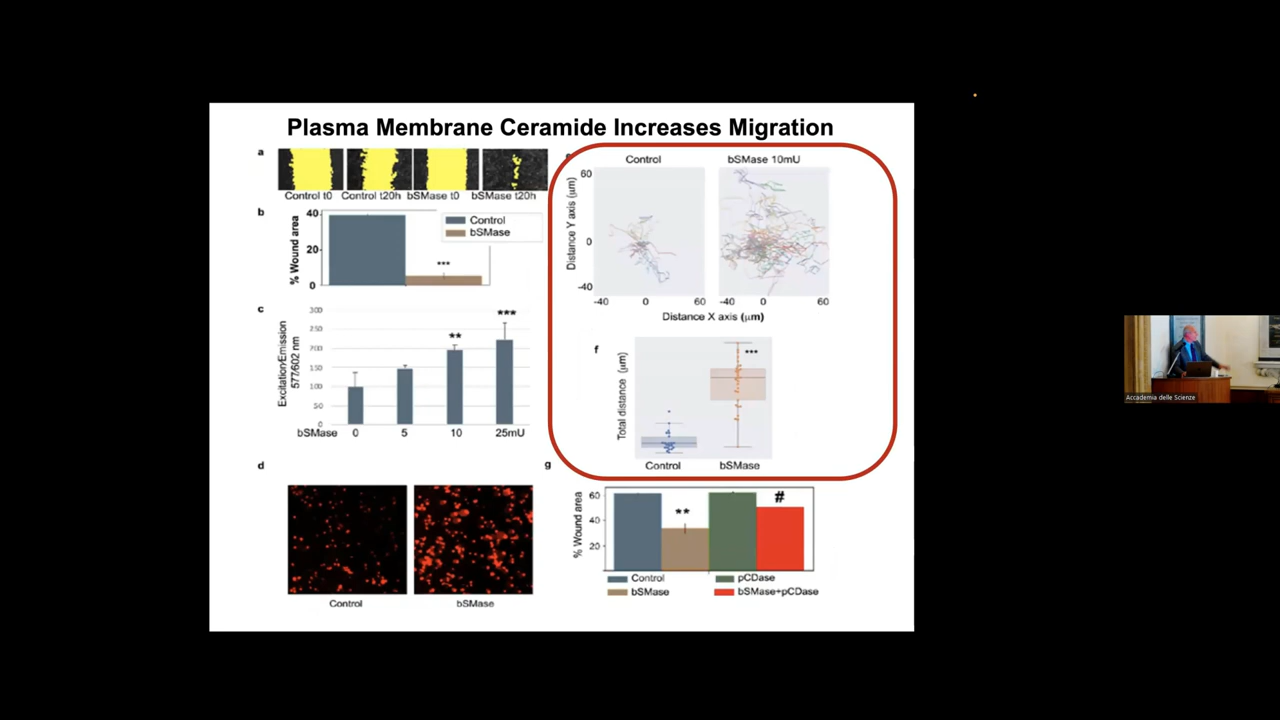 Plasma Membrane Ceramide Increases Migration
a
Control t0 Control t20h bSMase t0 bSMase t20h
b
% Wound area
40
20
0
Control
bSMase
***
c
Excitation/Emission
577/602 nm
300
250
200
150
100
50
0
**
***
bSMase 0 5 10 25mU
d
Control bSMase
Control bSMase 10mU
Distance Y axis (μm)
60
0
-40
-40 0 60 -40 0 60
Distance X axis (μm)
f
Total distance (μm)
***
Control bSMase
g
% Wound area
60
40
20
**
#
Control pCDase
bSMase bSMase+pCDase
Accademia delle Scienze